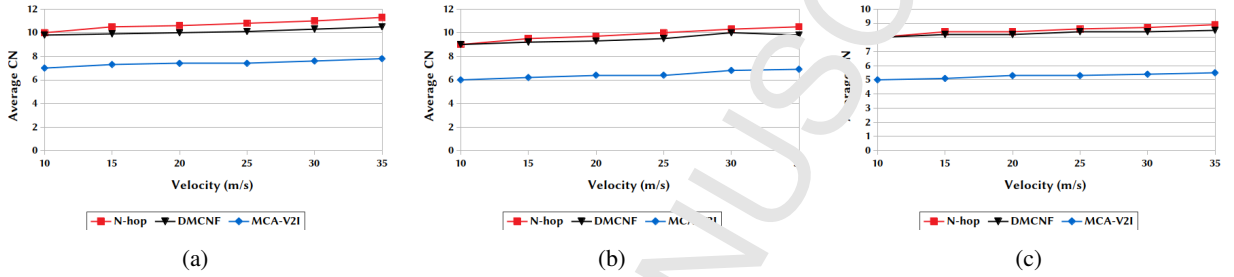 12
10
8
6
4
2
0
Average CN
10 15 20 25 30 35
Velocity (m/s)
N-hop DMCNF MCA-V2I
(a)
12
10
8
6
4
2
0
Average CN
10 15 20 25 30
Velocity (m/s)
N-hop DMCNF
(b)
10
9
8
7
6
5
4
3
2
1
0
Average
N
10 15 20 25 30 35
Velocity (m/s)
N-hop DMCNF MCA-V2I
(c)
NUSC